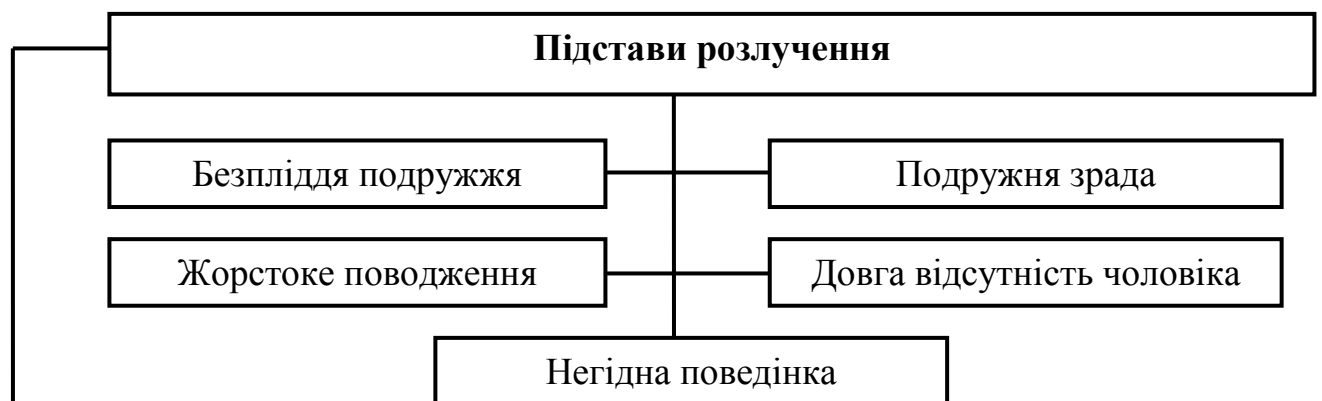 Підстави розлучення
Безпліддя подружжя
Подружня зрада
Жорстоке поводження
Довга відсутність чоловіка
Негідна поведінка